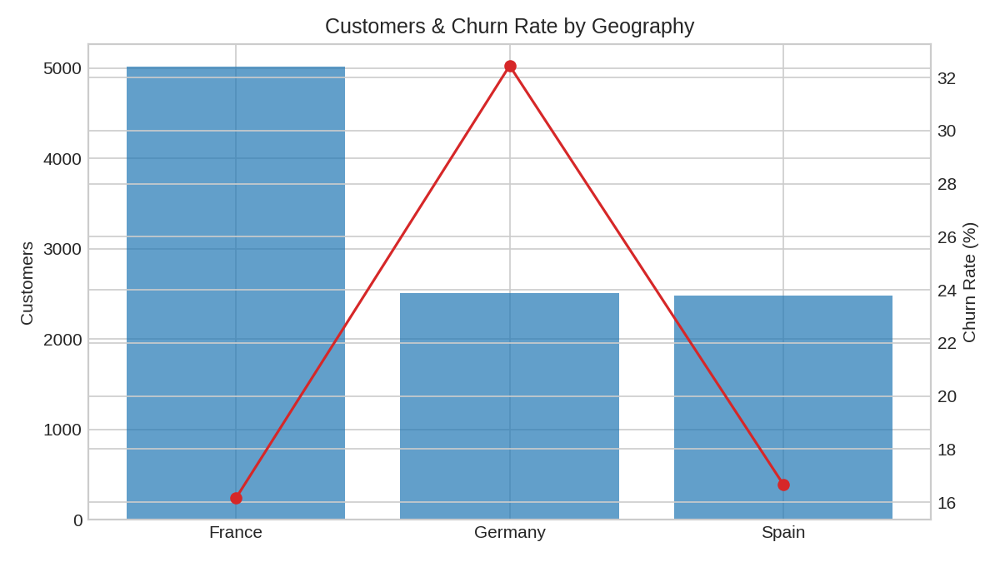 Customers & Churn Rate by Geography
5000
4000
3000
2000
1000
0
Customers
32
30
28
26
24
22
20
18
16
Churn Rate (%)
France
Germany
Spain